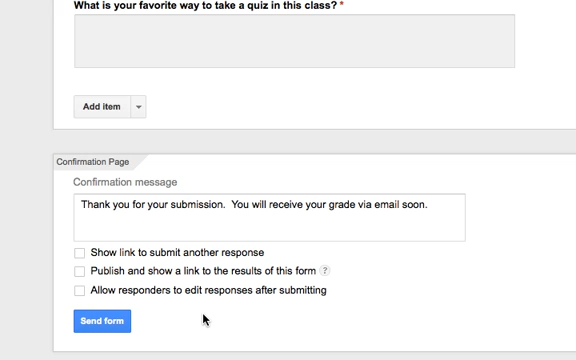 What is your favorite way to take a quiz in this class? *
Add item
Confirmation Page
Confirmation message
Thank you for your submission.  You will receive your grade via email soon.
Show link to submit another response
Publish and show a link to the results of this form ?
Allow responders to edit responses after submitting
Send form